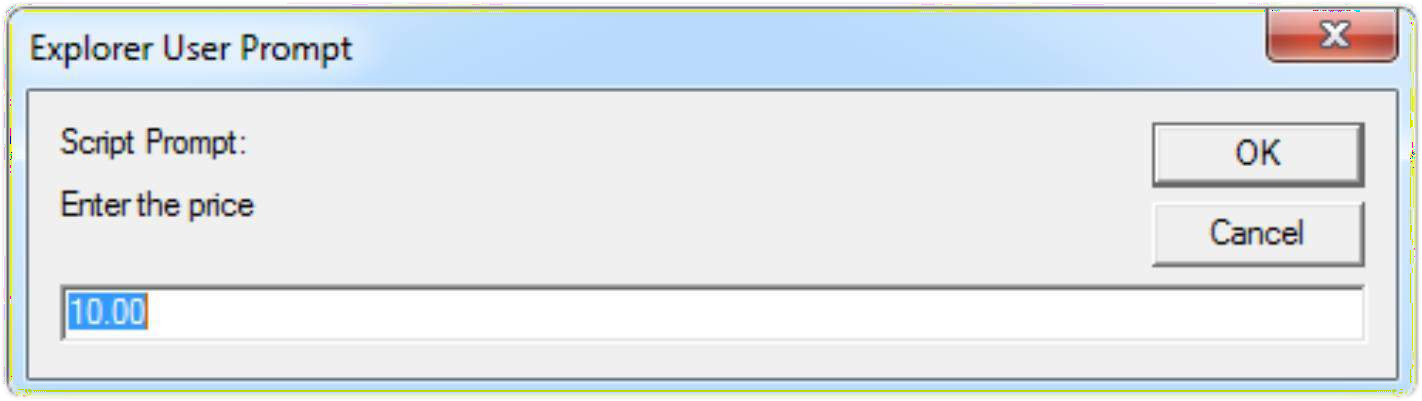 Explorer User Prompt
Script Prompt:
OK
Enter the price
Cancel
10.00